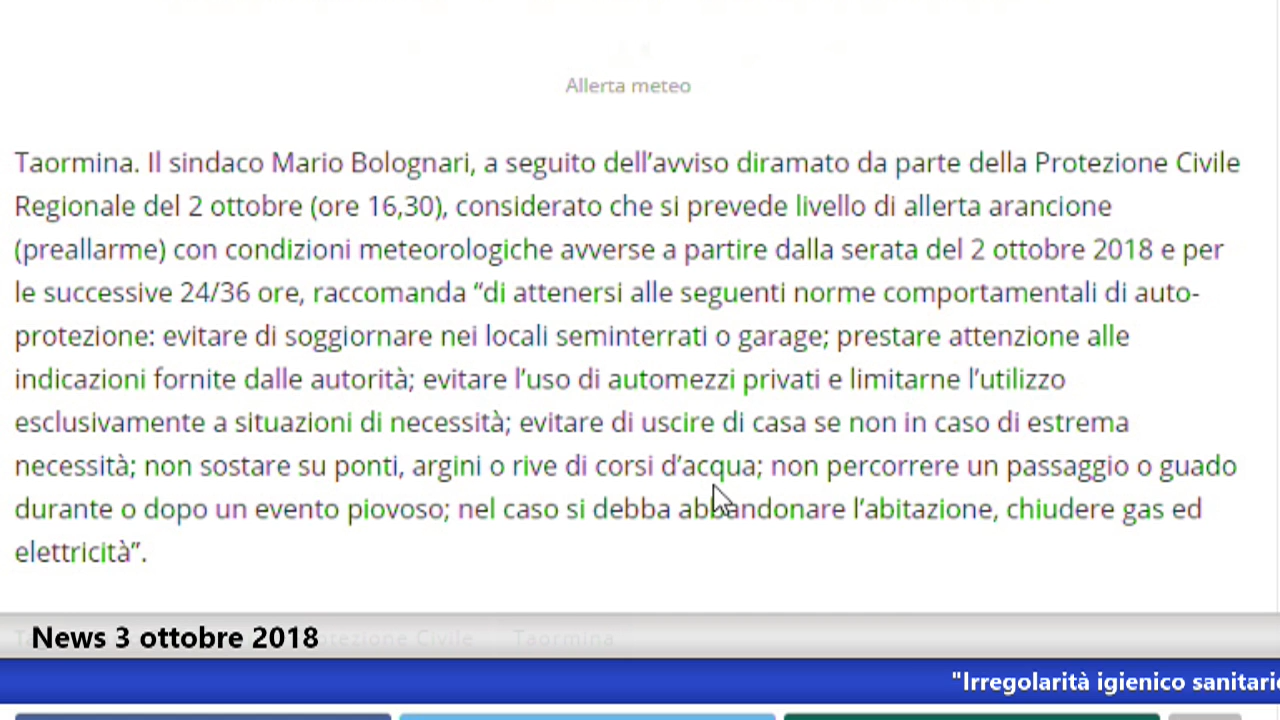 Allerta meteo
Taormina. Il sindaco Mario Bolognari, a seguito dell’avviso diramato da parte della Protezione Civile
Regionale del 2 ottobre (ore 16,30), considerato che si prevede livello di allerta arancione
(preallarme) con condizioni meteorologiche avverse a partire dalla serata del 2 ottobre 2018 e per
le successive 24/36 ore, raccomanda “di attenersi alle seguenti norme comportamentali di auto-
protezione: evitare di soggiornare nei locali seminterrati o garage; prestare attenzione alle
indicazioni fornite dalle autorità; evitare l’uso di automezzi privati e limitarne l’utilizzo
esclusivamente a situazioni di necessità; evitare di uscire di casa se non in caso di estrema
necessità; non sostare su ponti, argini o rive di corsi d’acqua; non percorrere un passaggio o guado
durante o dopo un evento piovoso; nel caso si debba abbandonare l’abitazione, chiudere gas ed
elettricità”.
News 3 ottobre 2018
Civile Taormina
"Irregolarità igienico